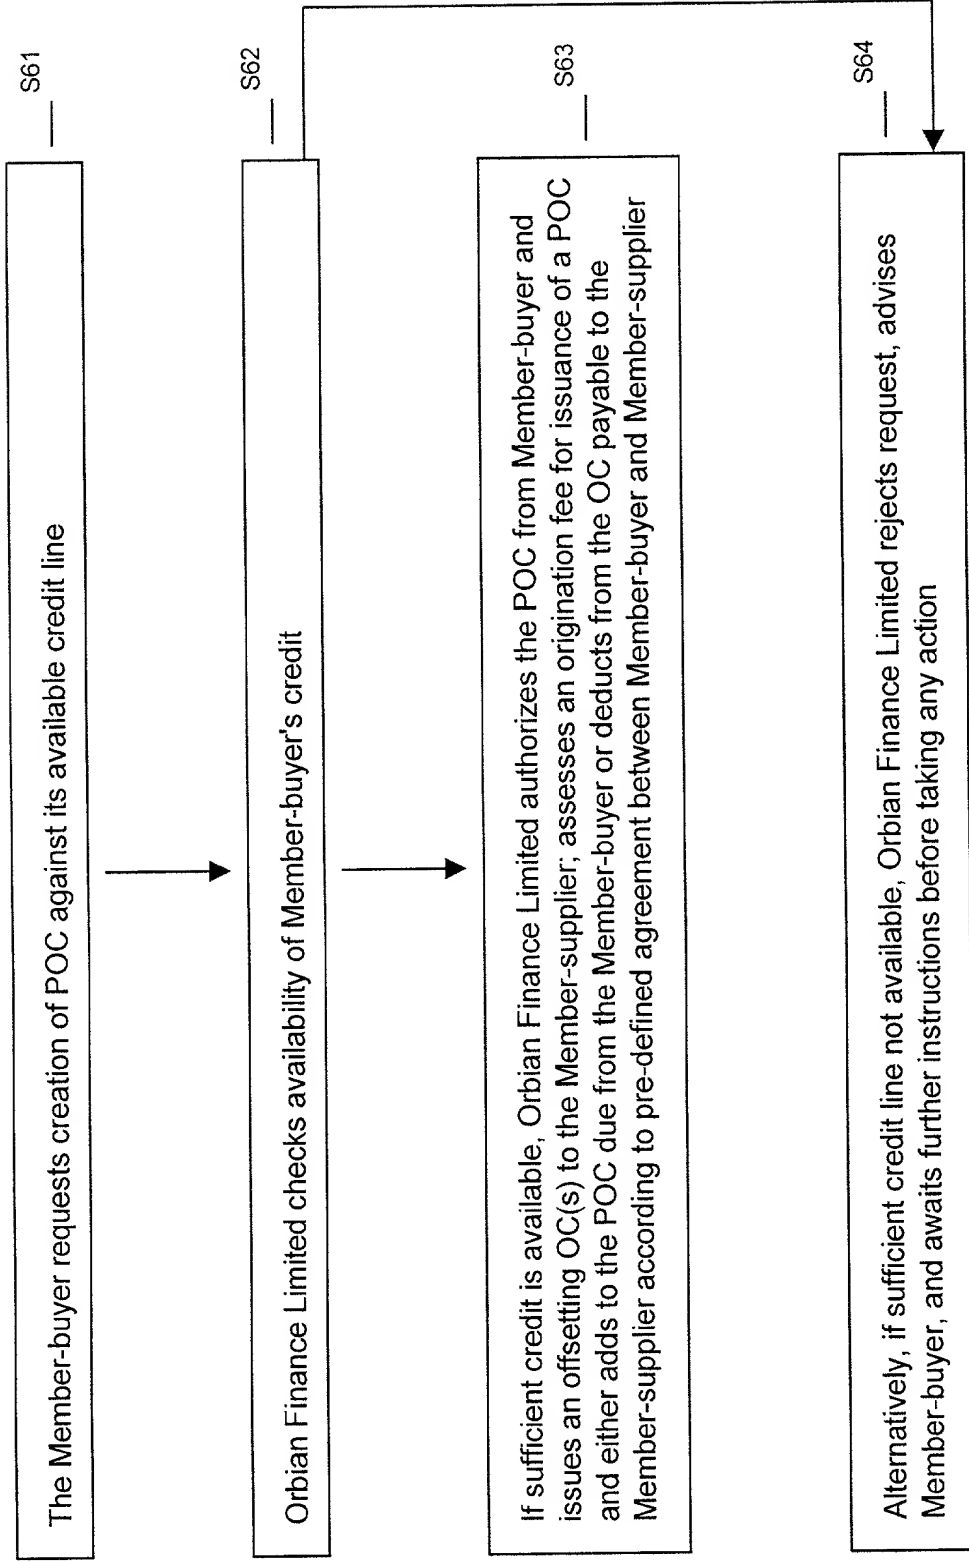 The Member-buyer requests creation of POC against its available credit line
S61
Orbian Finance Limited checks availability of Member-buyer's credit
S62
If sufficient credit is available, Orbian Finance Limited authorizes the POC from Member-buyer and
issues an offsetting OC(s) to the Member-supplier; assesses an origination fee for issuance of a POC
and either adds to the POC due from the Member-buyer or deducts from the OC payable to the
Member-supplier according to pre-defined agreement between Member-buyer and Member-supplier
S63
Alternatively, if sufficient credit line not available, Orbian Finance Limited rejects request, advises
Member-buyer, and awaits further instructions before taking any action
S64